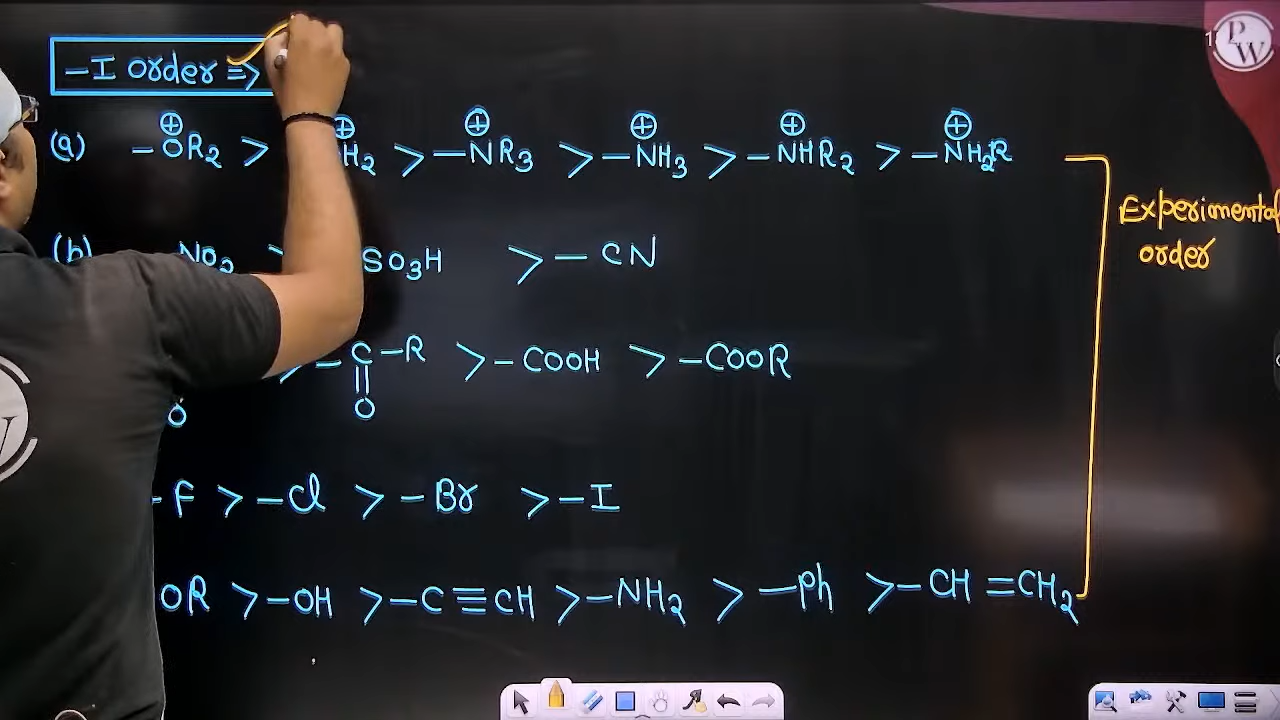 -I order ⇒
(a) -⊕OR2 > ⊕H2 > -⊕NR3 > -⊕NH3 > -⊕NHR2 > -⊕NH2R
Experimental
order
(b) NO2 > SO3H > - CN
> -C-R > -COOH > -COOR
O O
-F > -Cl > -Br > -I
OR > -OH > -C≡CH > -NH2 > -Ph > -CH=CH2
PW
W